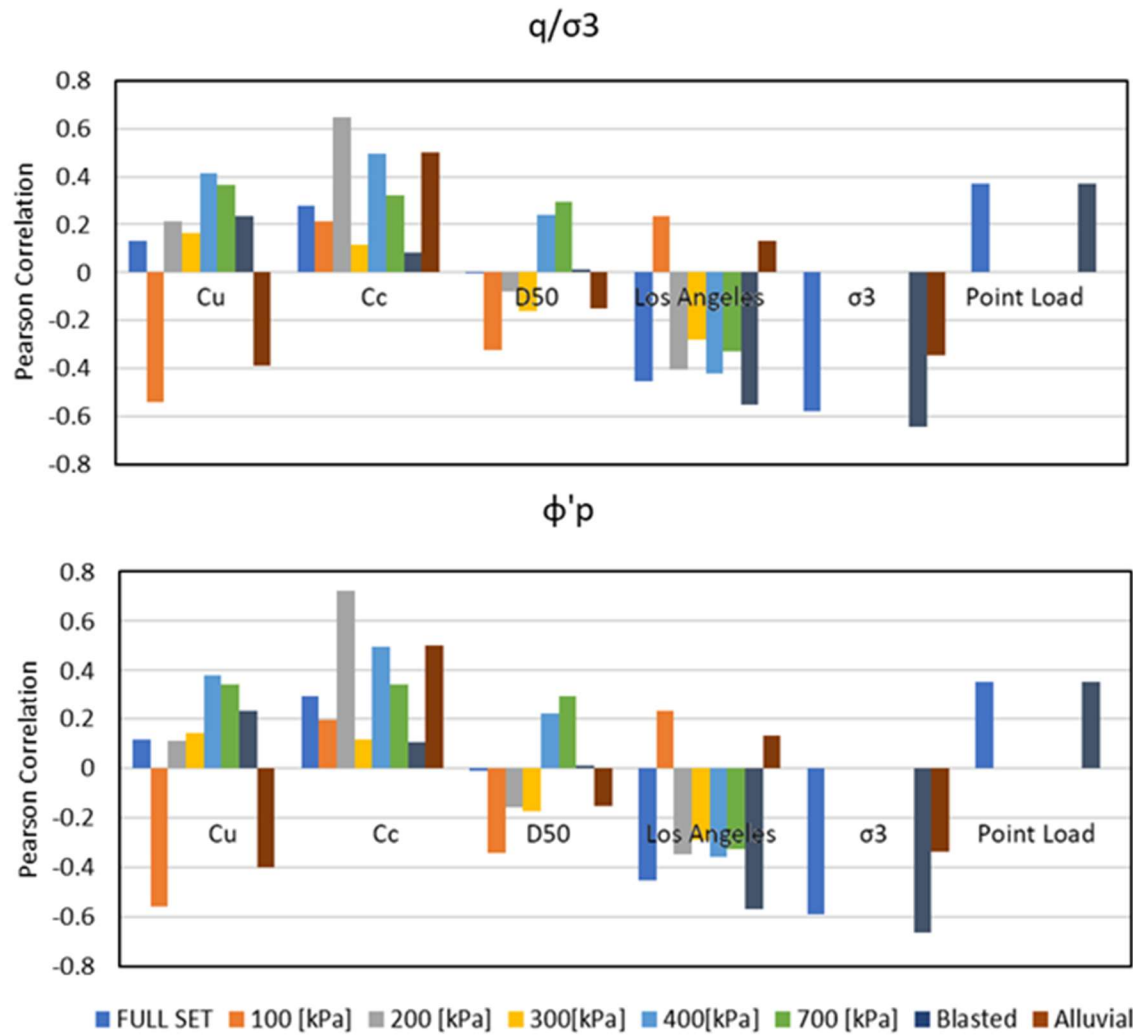 q/σ3
Pearson Correlation
0.8
0.6
0.4
0.2
0
-0.2
-0.4
-0.6
-0.8
Cu Cc D50 Los Angeles σ3 Point Load
ϕ'p
Pearson Correlation
0.8
0.6
0.4
0.2
0
-0.2
-0.4
-0.6
-0.8
Cu Cc D50 Los Angeles σ3 Point Load
FULL SET 100 [kPa] 200 [kPa] 300[kPa] 400[kPa] 700 [kPa] Blasted Alluvial